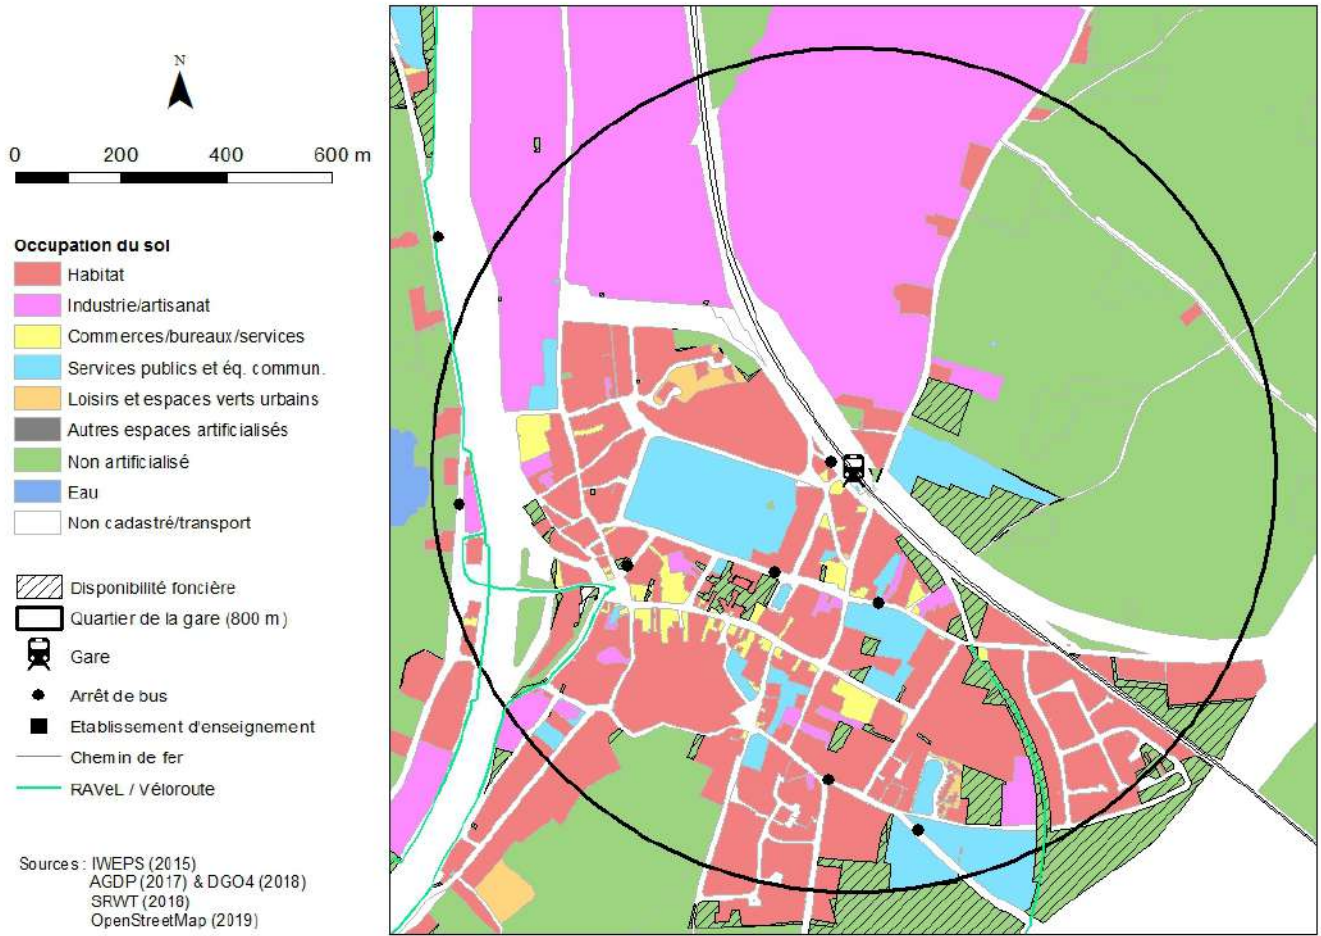 N
0 200 400 600 m
Occupation du sol
Habitat
Industrie/artisanat
Commerces/bureaux/services
Services publics et éq. commun.
Loisirs et espaces verts urbains
Autres espaces artificialisés
Non artificialisé
Eau
Non cadastré/transport
Disponibilité foncière
Quartier de la gare (800 m)
Gare
Arrêt de bus
Etablissement d'enseignement
Chemin de fer
RAVeL / Véloroute
Sources : IWEPS (2015)
AGDP (2017) & DGO4 (2018)
SRWT (2018)
OpenStreetMap (2019)